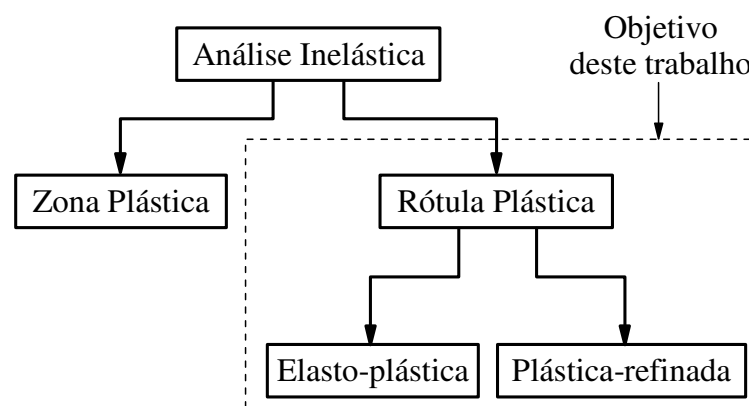 Objetivo
deste trabalho
Análise Inelástica
Zona Plástica
Rótula Plástica
Elasto-plástica
Plástica-refinada